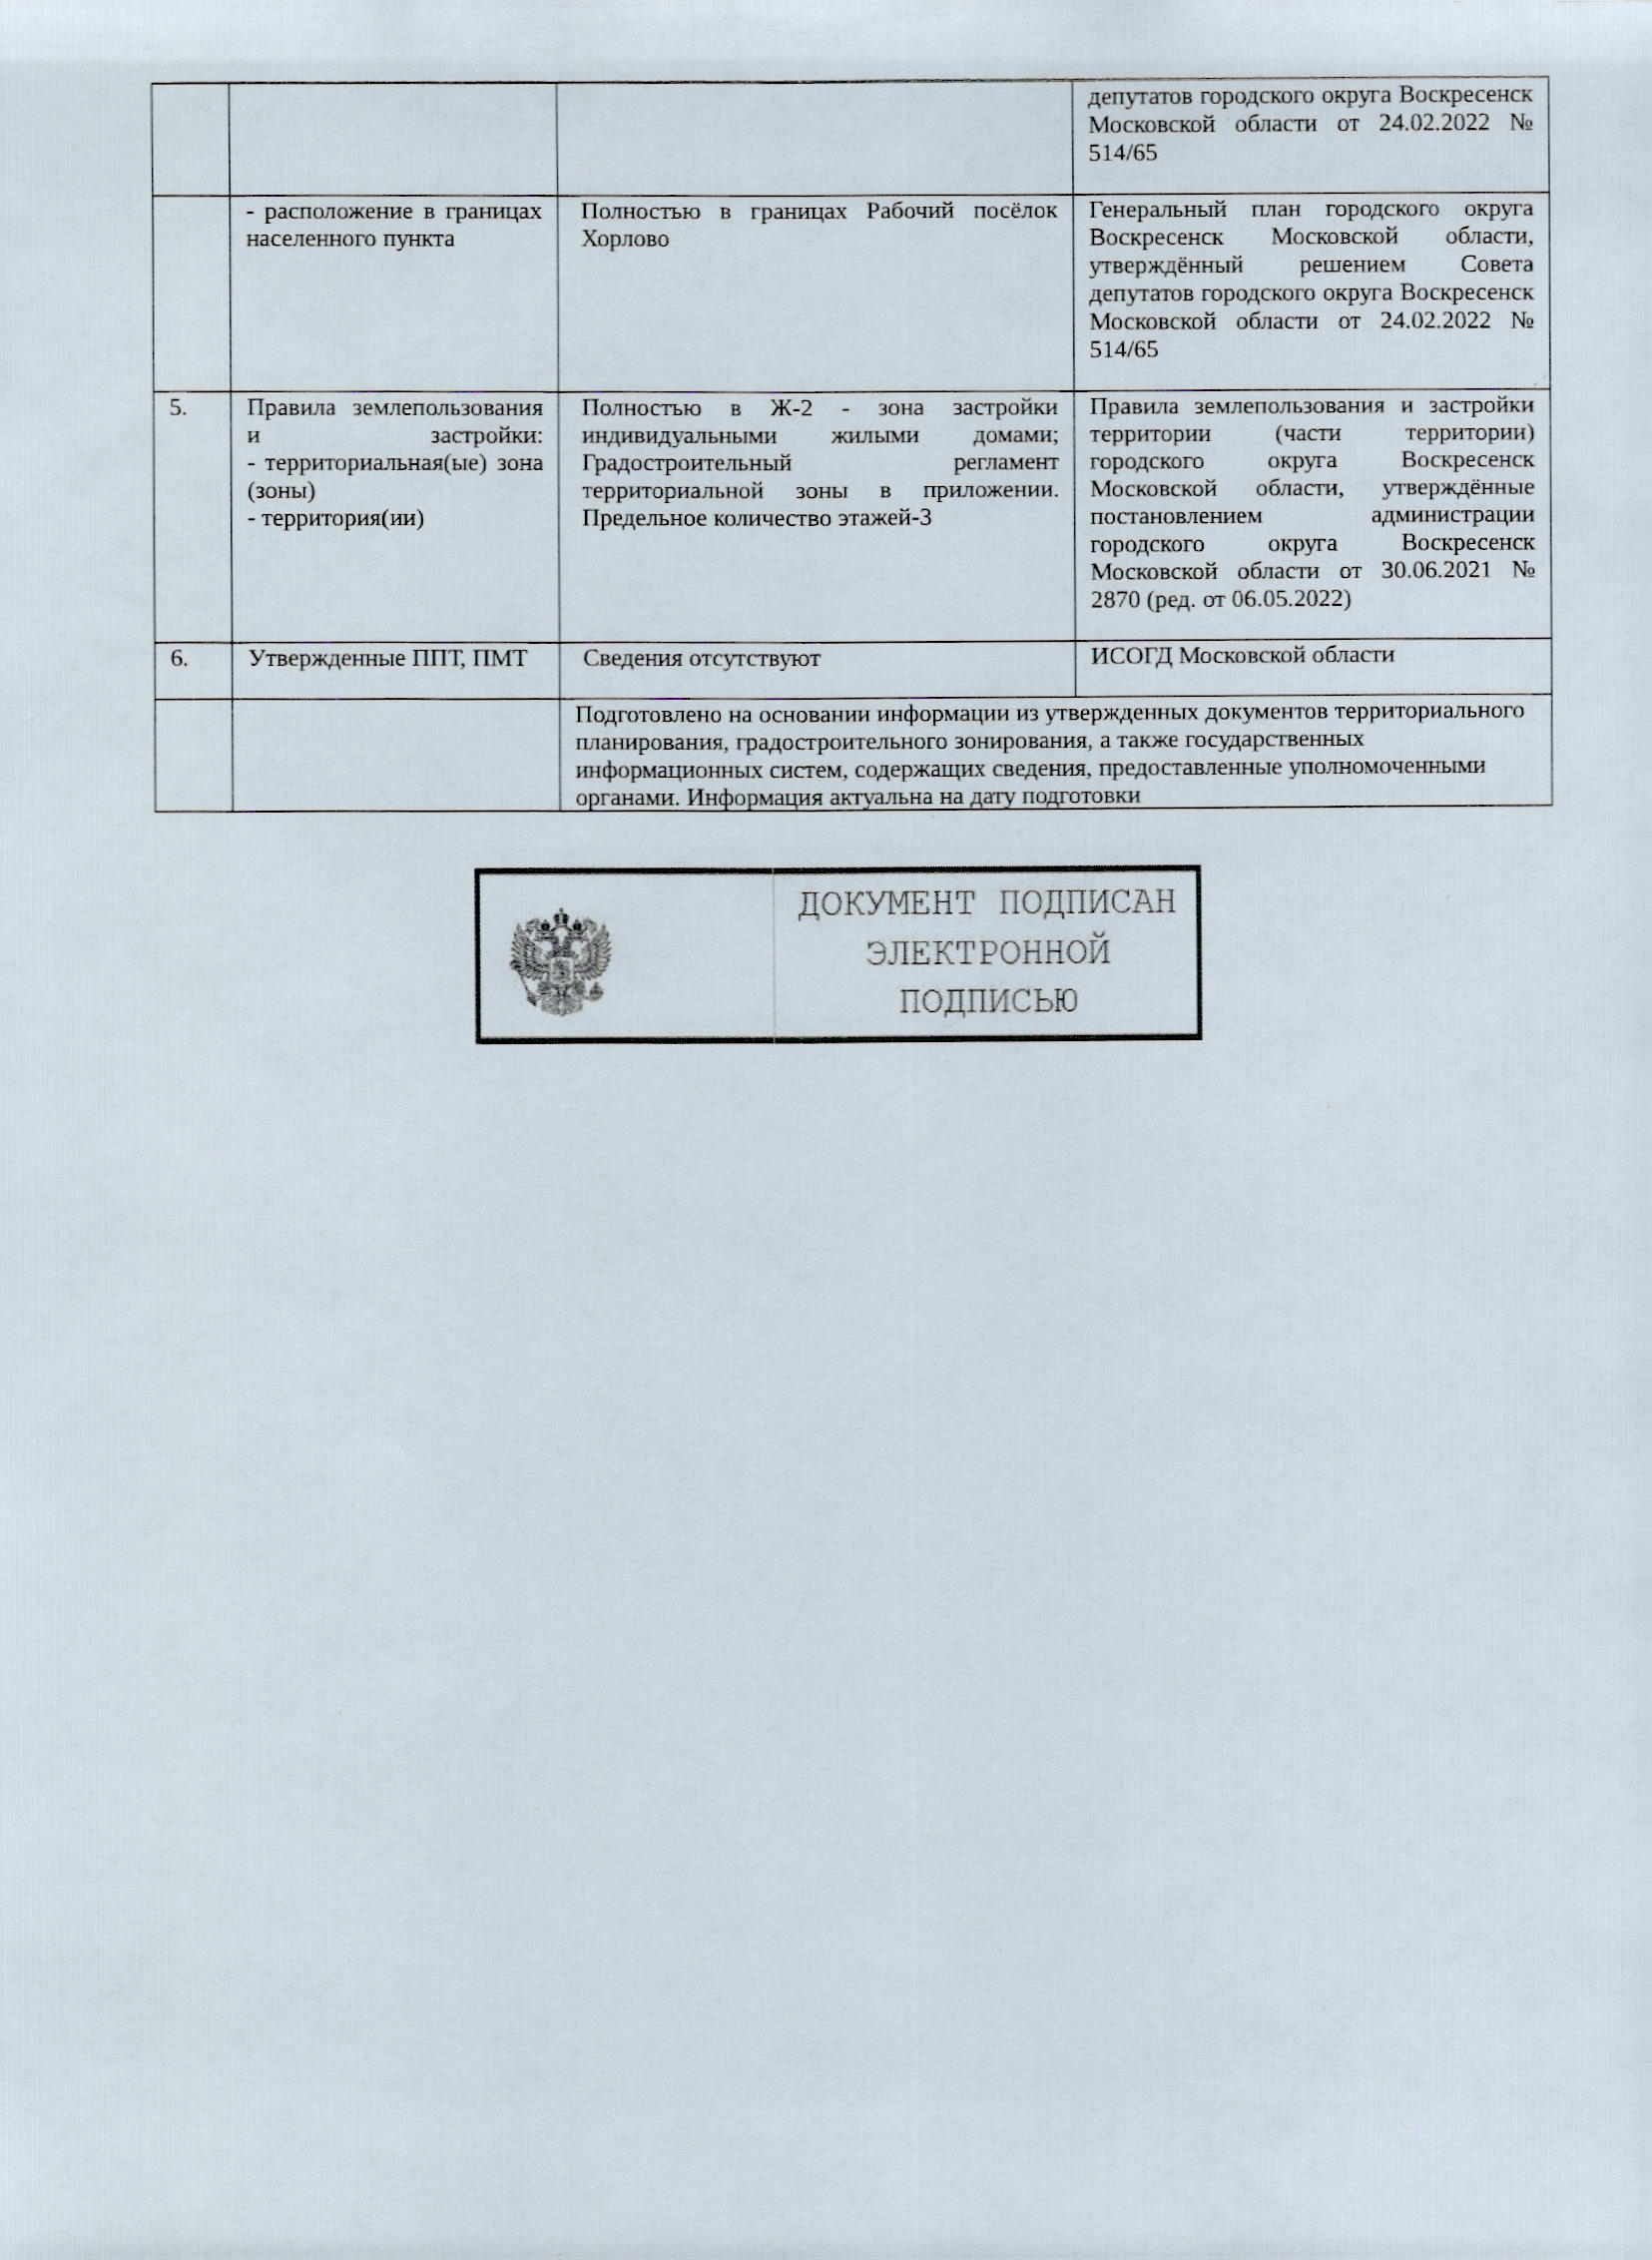 депутатов городского округа Воскресенск
Московской области от 24.02.2022 №
514/65
- расположение в границах
населенного пункта
Полностью в границах Рабочий посёлок
Хорлово
Генеральный план городского округа
Воскресенск Московской области,
утверждённый решением Совета
депутатов городского округа Воскресенск
Московской области от 24.02.2022 №
514/65
5.
Правила землепользования
и застройки:
- территориальная(ые) зона
(зоны)
- территория(ии)
Полностью в Ж-2 - зона застройки
индивидуальными жилыми домами;
Градостроительный регламент
территориальной зоны в приложении.
Предельное количество этажей-3
Правила землепользования и застройки
территории (части территории)
городского округа Воскресенск
Московской области, утверждённые
постановлением администрации
городского округа Воскресенск
Московской области от 30.06.2021 №
2870 (ред. от 06.05.2022)
6.
Утвержденные ППТ, ПМТ
Сведения отсутствуют
ИСОГД Московской области
Подготовлено на основании информации из утвержденных документов территориального
планирования, градостроительного зонирования, а также государственных
информационных систем, содержащих сведения, предоставленные уполномоченными
органами. Информация актуальна на дату подготовки
ДОКУМЕНТ ПОДПИСАН
ЭЛЕКТРОННОЙ
ПОДПИСЬЮ